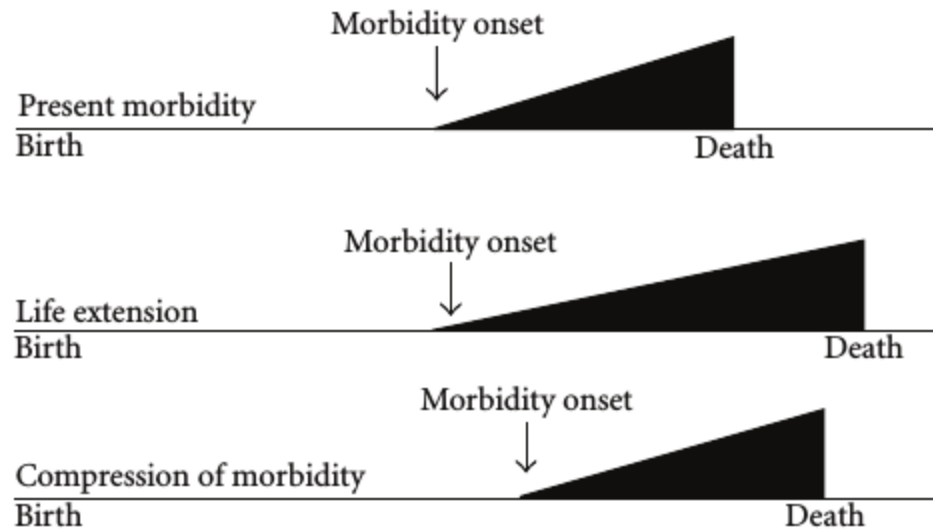 Morbidity onset
Present morbidity
Birth
Death
Morbidity onset
Life extension
Birth
Death
Morbidity onset
Compression of morbidity
Birth
Death